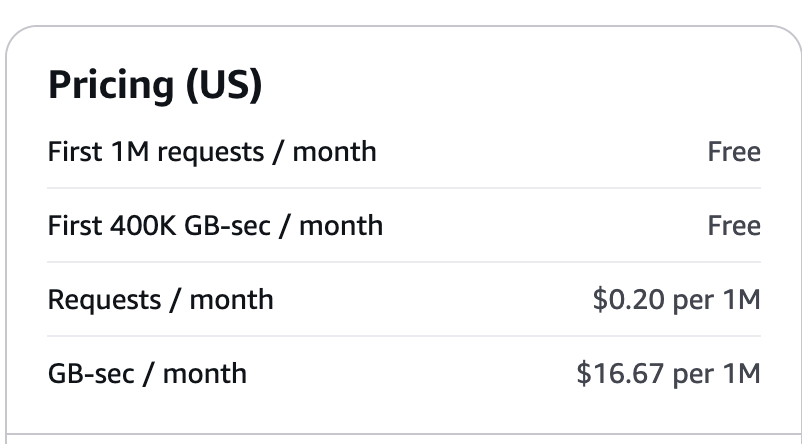 Pricing (US)
First 1M requests / month Free
First 400K GB-sec / month Free
Requests / month $0.20 per 1M
GB-sec / month $16.67 per 1M